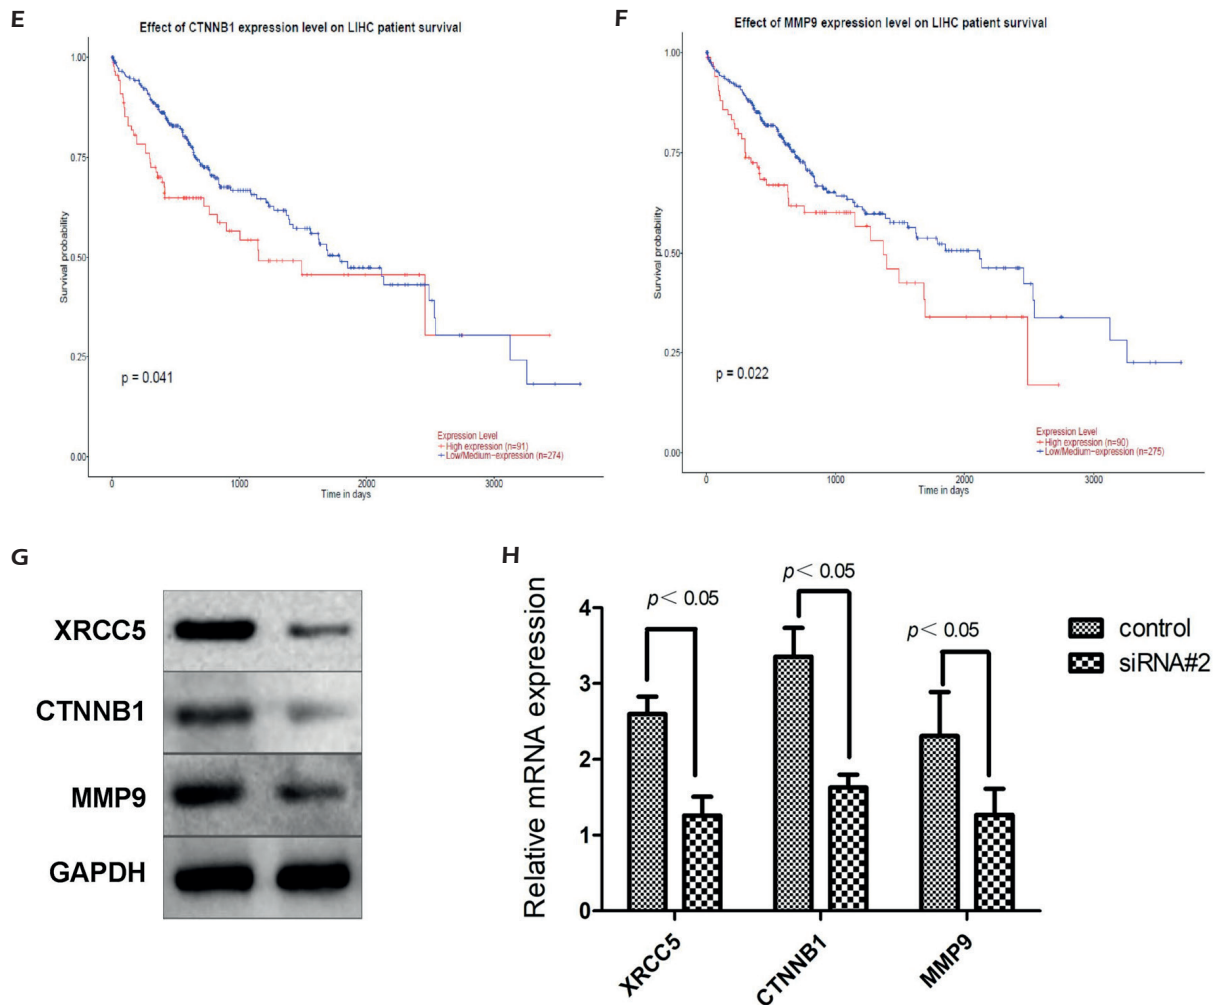 E
Effect of CTNNB1 expression level on LIHC patient survival
1.00
0.75
0.50
0.25
0.00
Survival probability
p = 0.041
Expression Level
High expression (n=91)
Low/Medium-expression (n=274)
0
1000
2000
3000
Time in days
F
Effect of MMP9 expression level on LIHC patient survival
1.00
0.75
0.50
0.25
0.00
Survival probability
p = 0.022
Expression Level
High expression (n=90)
Low/Medium-expression (n=275)
0
1000
2000
3000
Time in days
G
XRCC5
CTNNB1
MMP9
GAPDH
H
Relative mRNA expression
4
3
2
1
0
p< 0.05
p< 0.05
p< 0.05
control
siRNA#2
XRCC5
CTNNB1
MMP9